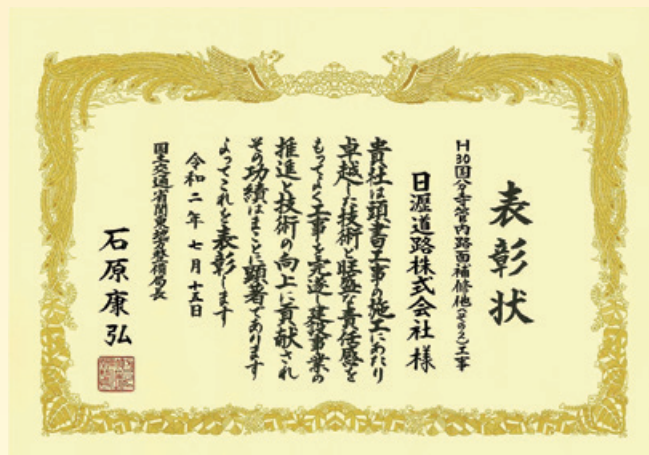 表彰状
H30国分寺管内路面補修他(その2)工事
日瀝道路株式会社 様
貴社は頭書工事の施工にあたり
卓越した技術と旺盛な責任感を
もってよく工事を完遂し建設事業の
推進と技術の向上に貢献され
その功績はまことに顕著であります
よってこれを表彰します
令和二年七月十五日
国土交通省関東地方整備局長
石原康弘